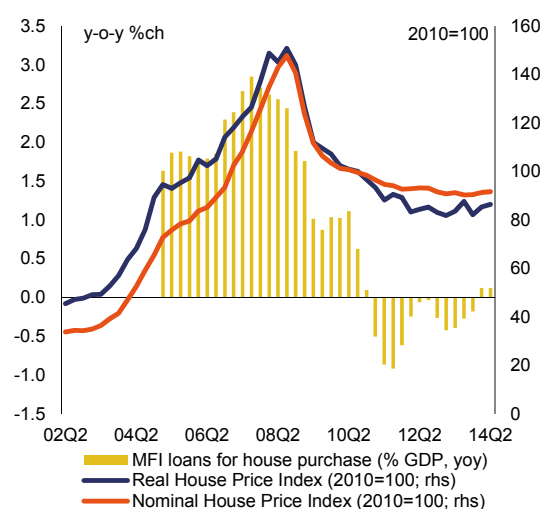 y-o-y %ch 2010=100
3.5 160
3.0 140
2.5 120
2.0 100
1.5
1.0 80
0.5 60
0.0
-0.5 40
-1.0 20
-1.5 0
02Q2 04Q2 06Q2 08Q2 10Q2 12Q2 14Q2
MFI loans for house purchase (% GDP, yoy)
Real House Price Index (2010=100; rhs)
Nominal House Price Index (2010=100; rhs)